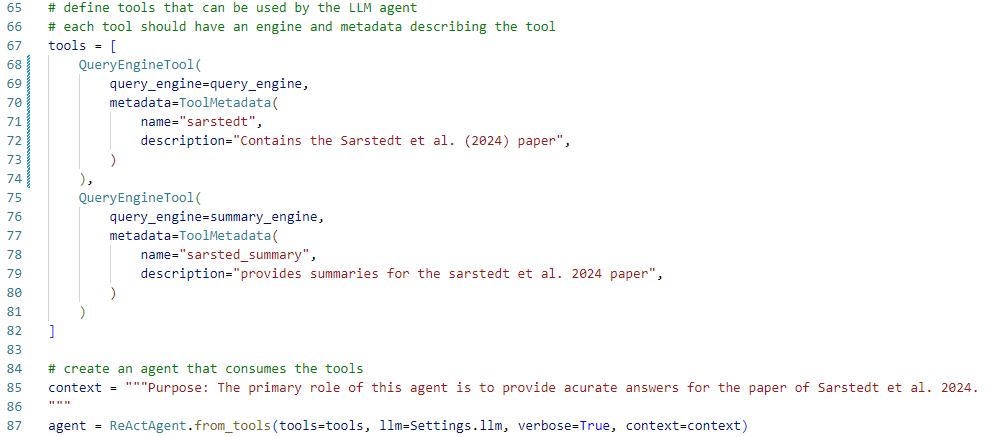 65 # define tools that can be used by the LLM agent
66 # each tool should have an engine and metadata describing the tool
67 tools = [
68     QueryEngineTool(
69         query_engine=query_engine,
70         metadata=ToolMetadata(
71             name="sarstedt",
72             description="Contains the Sarstedt et al. (2024) paper",
73         )
74     ),
75     QueryEngineTool(
76         query_engine=summary_engine,
77         metadata=ToolMetadata(
78             name="sarsted_summary",
79             description="provides summaries for the sarstedt et al. 2024 paper",
80         )
81     )
82 ]
83
84 # create an agent that consumes the tools
85 context = """Purpose: The primary role of this agent is to provide acurate answers for the paper of Sarstedt et al. 2024.
86 """
87 agent = ReActAgent.from_tools(tools=tools, llm=Settings.llm, verbose=True, context=context)